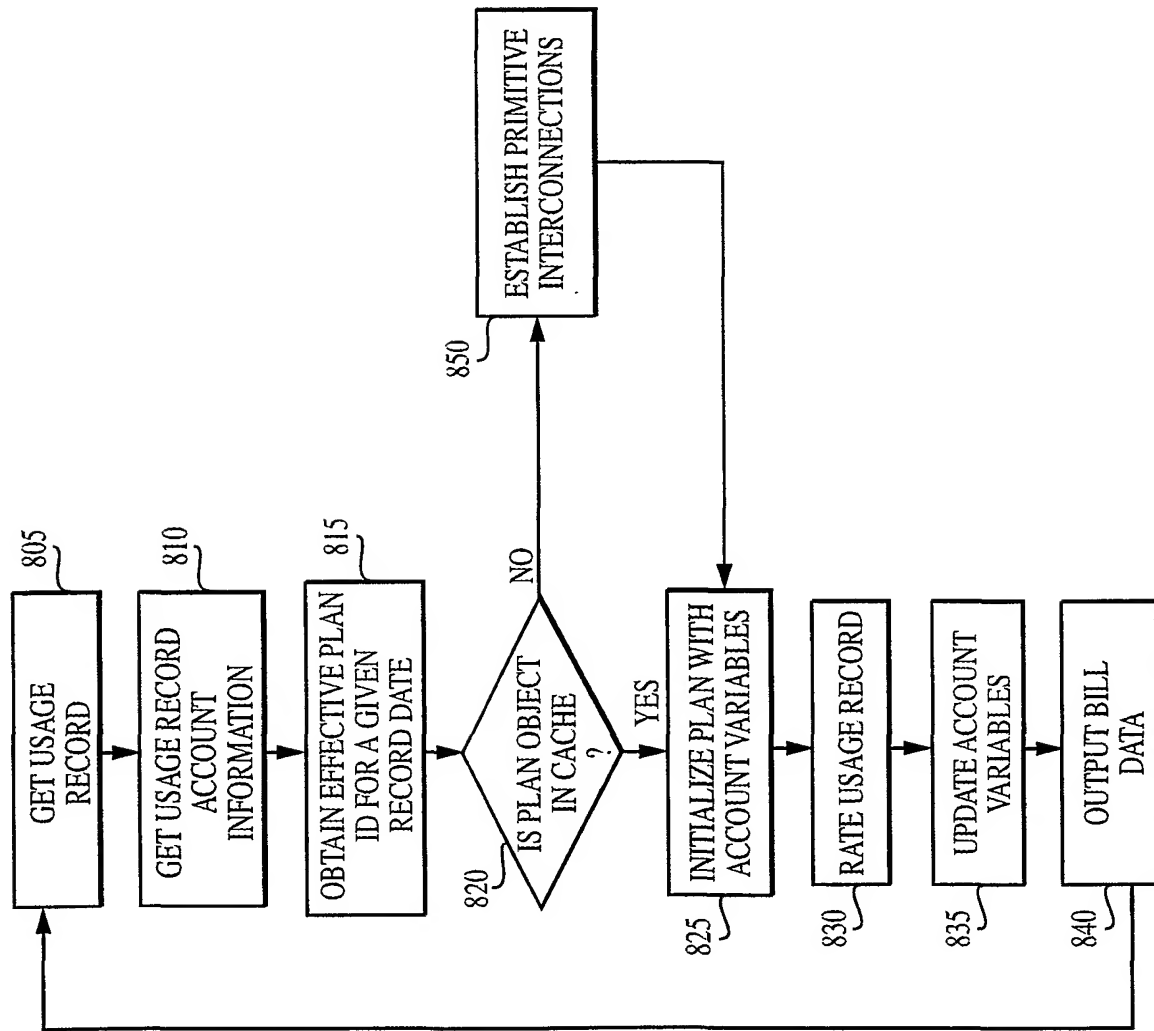 805
GET USAGE
RECORD
810
GET USAGE RECORD
ACCOUNT
INFORMATION
815
OBTAIN EFFECTIVE PLAN
ID FOR A GIVEN
RECORD DATE
820
IS PLAN OBJECT
IN CACHE
?
NO
YES
850
ESTABLISH PRIMITIVE
INTERCONNECTIONS
825
INITIALIZE PLAN WITH
ACCOUNT VARIABLES
830
RATE USAGE RECORD
835
UPDATE ACCOUNT
VARIABLES
840
OUTPUT BILL
DATA